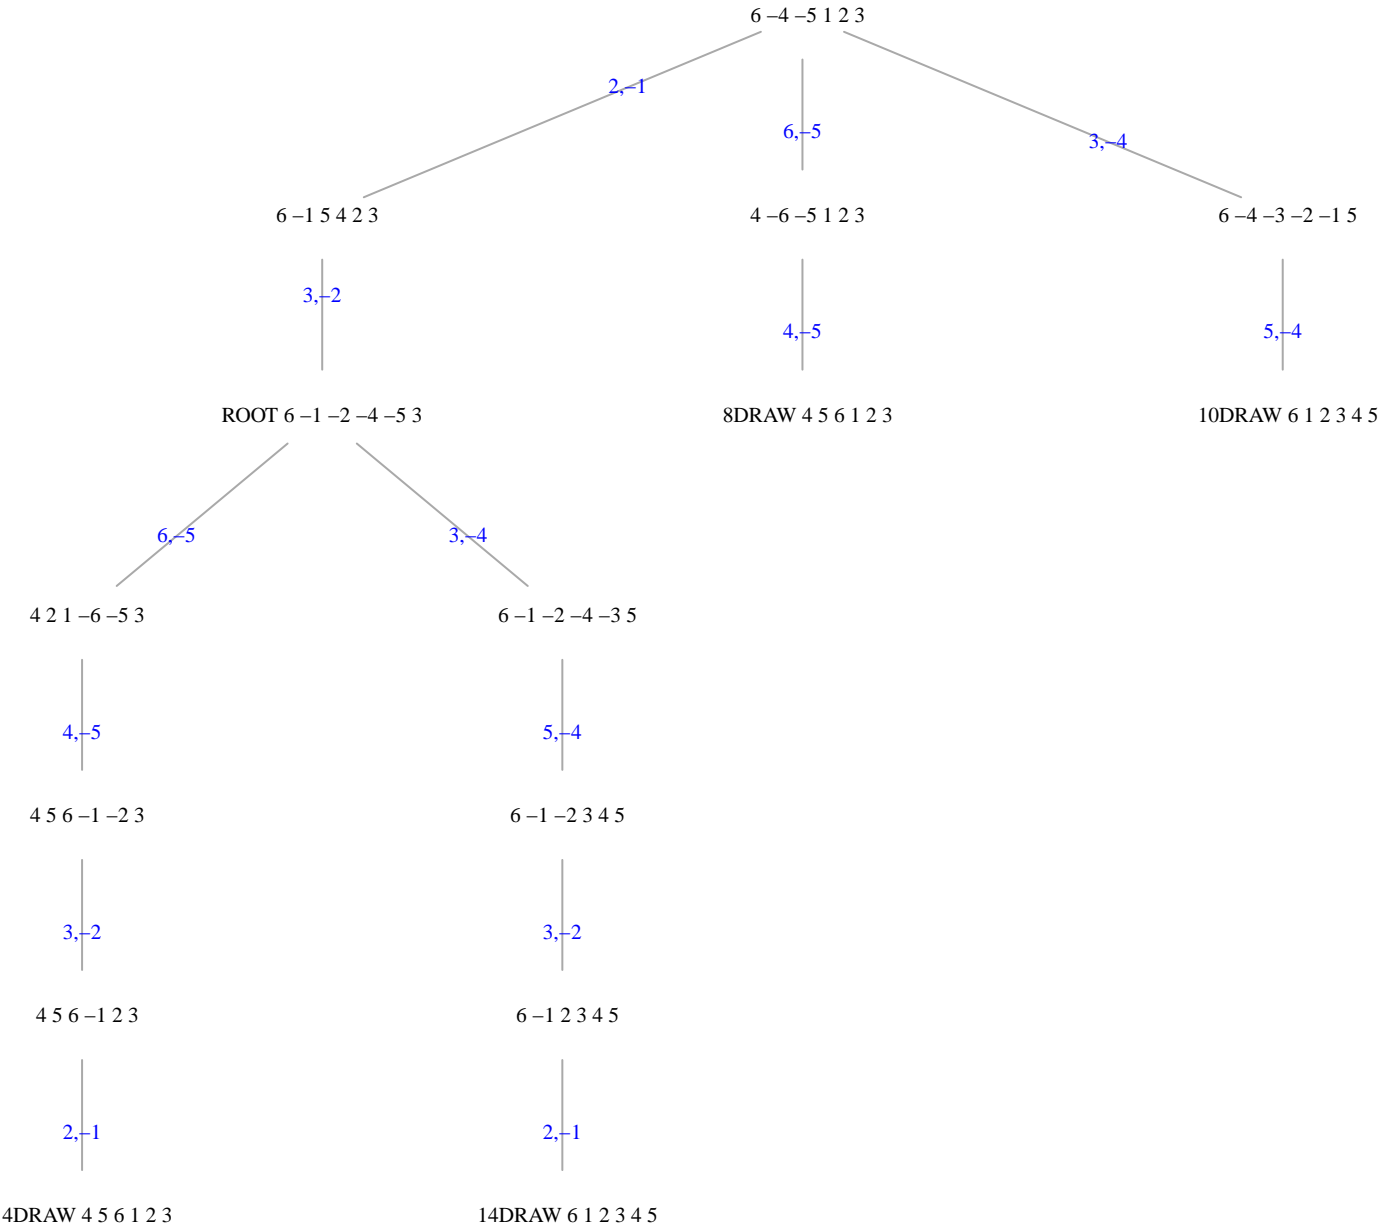 6 –4 –5 1 2 3
2,–1
6,–5
3,–4
6 –1 5 4 2 3
4 –6 –5 1 2 3
6 –4 –3 –2 –1 5
3,–2
4,–5
5,–4
ROOT 6 –1 –2 –4 –5 3
8DRAW 4 5 6 1 2 3
10DRAW 6 1 2 3 4 5
6,–5
3,–4
4 2 1 –6 –5 3
6 –1 –2 –4 –3 5
4,–5
5,–4
4 5 6 –1 –2 3
6 –1 –2 3 4 5
3,–2
3,–2
4 5 6 –1 2 3
6 –1 2 3 4 5
2,–1
2,–1
4DRAW 4 5 6 1 2 3
14DRAW 6 1 2 3 4 5